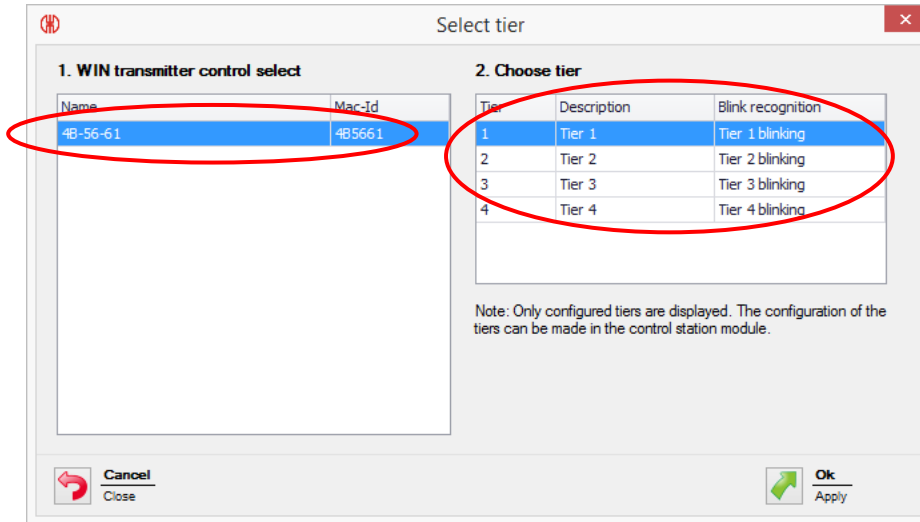 Select tier
1. WIN transmitter control select
Name Mac-Id
4B-56-61 4B5661
2. Choose tier
Tier Description Blink recognition
1 Tier 1 Tier 1 blinking
2 Tier 2 Tier 2 blinking
3 Tier 3 Tier 3 blinking
4 Tier 4 Tier 4 blinking
Note: Only configured tiers are displayed. The configuration of the
tiers can be made in the control station module.
Cancel
Close
Ok
Apply